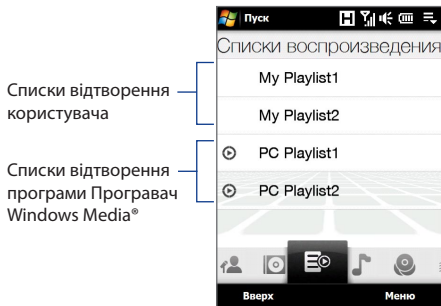 Пуск
H
Списки воспроизведения
My Playlist1
My Playlist2
PC Playlist1
PC Playlist2
Вверх Меню
Списки відтворення
користувача
Списки відтворення
програми Програвач
Windows Media®